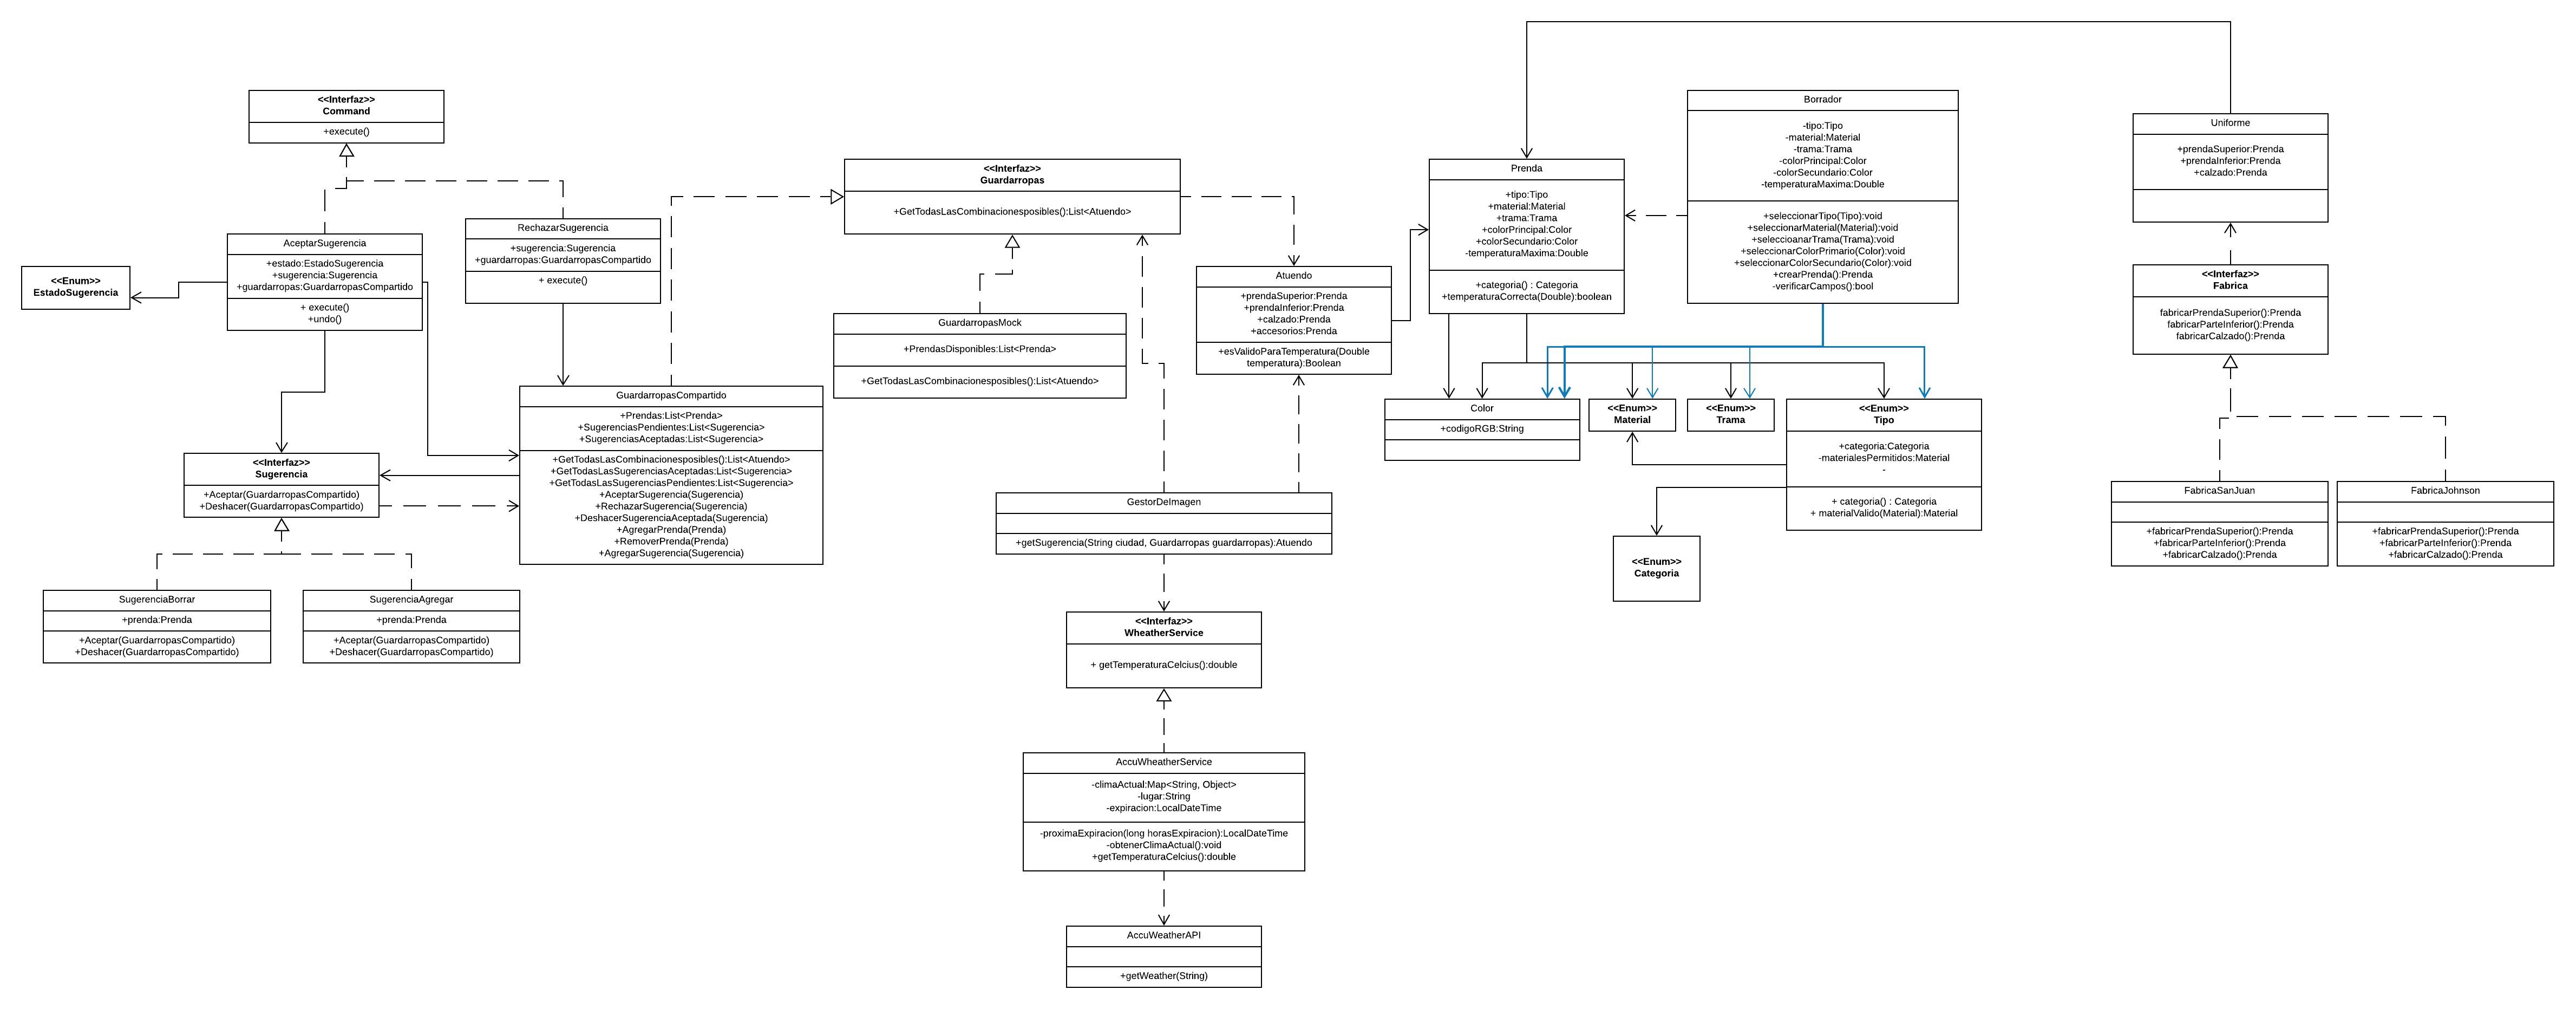 <<Interfaz>>
Command
+execute()
AceptarSugerencia
+estado:EstadoSugerencia
+sugerencia:Sugerencia
+guardarropas:GuardarropasCompartido
+ execute()
+undo()
<<Enum>>
EstadoSugerencia
RechazarSugerencia
+sugerencia:Sugerencia
+guardarropas:GuardarropasCompartido
+ execute()
<<Interfaz>>
Sugerencia
+Aceptar(GuardarropasCompartido)
+Deshacer(GuardarropasCompartido)
SugerenciaBorrar
+prenda:Prenda
+Aceptar(GuardarropasCompartido)
+Deshacer(GuardarropasCompartido)
SugerenciaAgregar
+prenda:Prenda
+Aceptar(GuardarropasCompartido)
+Deshacer(GuardarropasCompartido)
GuardarropasCompartido
+Prendas:List<Prenda>
+SugerenciasPendientes:List<Sugerencia>
+SugerenciasAceptadas:List<Sugerencia>
+GetTodasLasCombinacionesposibles():List<Atuendo>
+GetTodasLasSugerenciasAceptadas:List<Sugerencia>
+GetTodasLasSugerenciasPendientes:List<Sugerencia>
+AceptarSugerencia(Sugerencia)
+RechazarSugerencia(Sugerencia)
+DeshacerSugerenciaAceptada(Sugerencia)
+AgregarPrenda(Prenda)
+RemoverPrenda(Prenda)
+AgregarSugerencia(Sugerencia)
<<Interfaz>>
Guardarropas
+GetTodasLasCombinacionesposibles():List<Atuendo>
GuardarropasMock
+PrendasDisponibles:List<Prenda>
+GetTodasLasCombinacionesposibles():List<Atuendo>
Atuendo
+prendaSuperior:Prenda
+prendaInferior:Prenda
+calzado:Prenda
+accesorios:Prenda
+esValidoParaTemperatura(Double
temperatura):Boolean
GestorDeImagen
+getSugerencia(String ciudad, Guardarropas guardarropas):Atuendo
<<Interfaz>>
WheatherService
+ getTemperaturaCelcius():double
AccuWheatherService
-climaActual:Map<String, Object>
-lugar:String
-expiracion:LocalDateTime
-proximaExpiracion(long horasExpiracion):LocalDateTime
-obtenerClimaActual():void
+getTemperaturaCelcius():double
AccuWeatherAPI
+getWeather(String)
Prenda
+tipo:Tipo
+material:Material
+trama:Trama
+colorPrincipal:Color
+colorSecundario:Color
-temperaturaMaxima:Double
+categoria() : Categoria
+temperaturaCorrecta(Double):boolean
Borrador
-tipo:Tipo
-material:Material
-trama:Trama
-colorPrincipal:Color
-colorSecundario:Color
-temperaturaMaxima:Double
+seleccionarTipo(Tipo):void
+seleccionarMaterial(Material):void
+seleccioanarTrama(Trama):void
+seleccionarColorPrimario(Color):void
+seleccionarColorSecundario(Color):void
+crearPrenda():Prenda
-verificarCampos():bool
Color
+codigoRGB:String
<<Enum>>
Material
<<Enum>>
Trama
<<Enum>>
Tipo
+categoria:Categoria
-materialesPermitidos:Material
-
+ categoria() : Categoria
+ materialValido(Material):Material
<<Enum>>
Categoria
Uniforme
+prendaSuperior:Prenda
+prendaInferior:Prenda
+calzado:Prenda
<<Interfaz>>
Fabrica
fabricarPrendaSuperior():Prenda
fabricarParteInferior():Prenda
fabricarCalzado():Prenda
FabricaSanJuan
+fabricarPrendaSuperior():Prenda
+fabricarParteInferior():Prenda
+fabricarCalzado():Prenda
FabricaJohnson
+fabricarPrendaSuperior():Prenda
+fabricarParteInferior():Prenda
+fabricarCalzado():Prenda